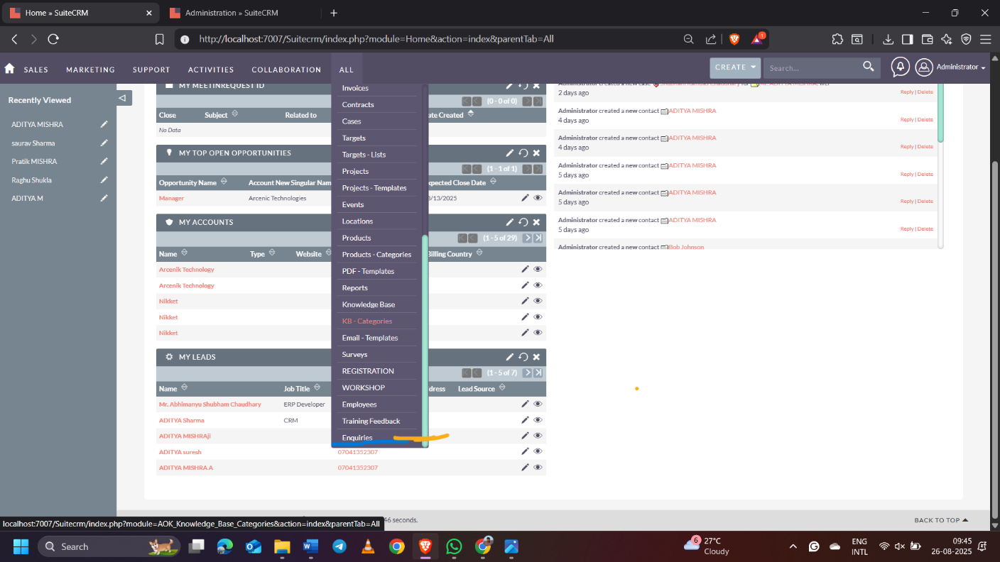 Home » SuiteCRM
Administration » SuiteCRM
http://localhost:7007/Suitecrm/index.php?module=Home&action=index&parentTab=All
1
SALES MARKETING SUPPORT ACTIVITIES COLLABORATION ALL
CREATE
Search...
Administrator
Recently Viewed
ADITYA MISHRA
saurav Sharma
Pratik MISHRA
Raghu Shukla
ADITYA M
MY MEETINREQUEST ID
(0 - 0 of 0)
Close Subject Related to ate Created
No Data
MY TOP OPEN OPPORTUNITIES
(1 - 1 of 1)
Opportunity Name Account New Singular Nam xpected Close Date
Manager Arcenic Technologies 8/13/2025
MY ACCOUNTS
(1 - 5 of 29)
Name Type Website Billing Country
Arcenik Technology
Arcenik Technology
Nikket
Nikket
Nikket
MY LEADS
(1 - 5 of 7)
Name Job Title dress Lead Source
Mr. Abhimanyu Shubham Chaudhary ERP Developer
ADITYA Sharma CRM
ADITYA MISHRAji
ADITYA suresh 07041352307
ADITYA MISHRA A 07041352307
Invoices
Contracts
Cases
Targets
Targets - Lists
Projects
Projects - Templates
Events
Locations
Products
Products - Categories
PDF - Templates
Reports
Knowledge Base
KB - Categories
Email - Templates
Surveys
REGISTRATION
WORKSHOP
Employees
Training Feedback
Enquiries
2 days ago Reply | Delete
Administrator created a new contact ADITYA MISHRA
4 days ago Reply | Delete
Administrator created a new contact ADITYA MISHRA
4 days ago Reply | Delete
Administrator created a new contact ADITYA MISHRA
5 days ago Reply | Delete
Administrator created a new contact ADITYA MISHRA
5 days ago Reply | Delete
Administrator created a new contact ADITYA MISHRA
5 days ago Reply | Delete
Administrator created a new contact Bob Johnson
46 seconds.
BACK TO TOP
localhost:7007/Suitecrm/index.php?module=AOK_Knowledge_Base_Categories&action=index&parentTab=All
Search
6
27°C
Cloudy
ENG
INTL
09:45
26-08-2025